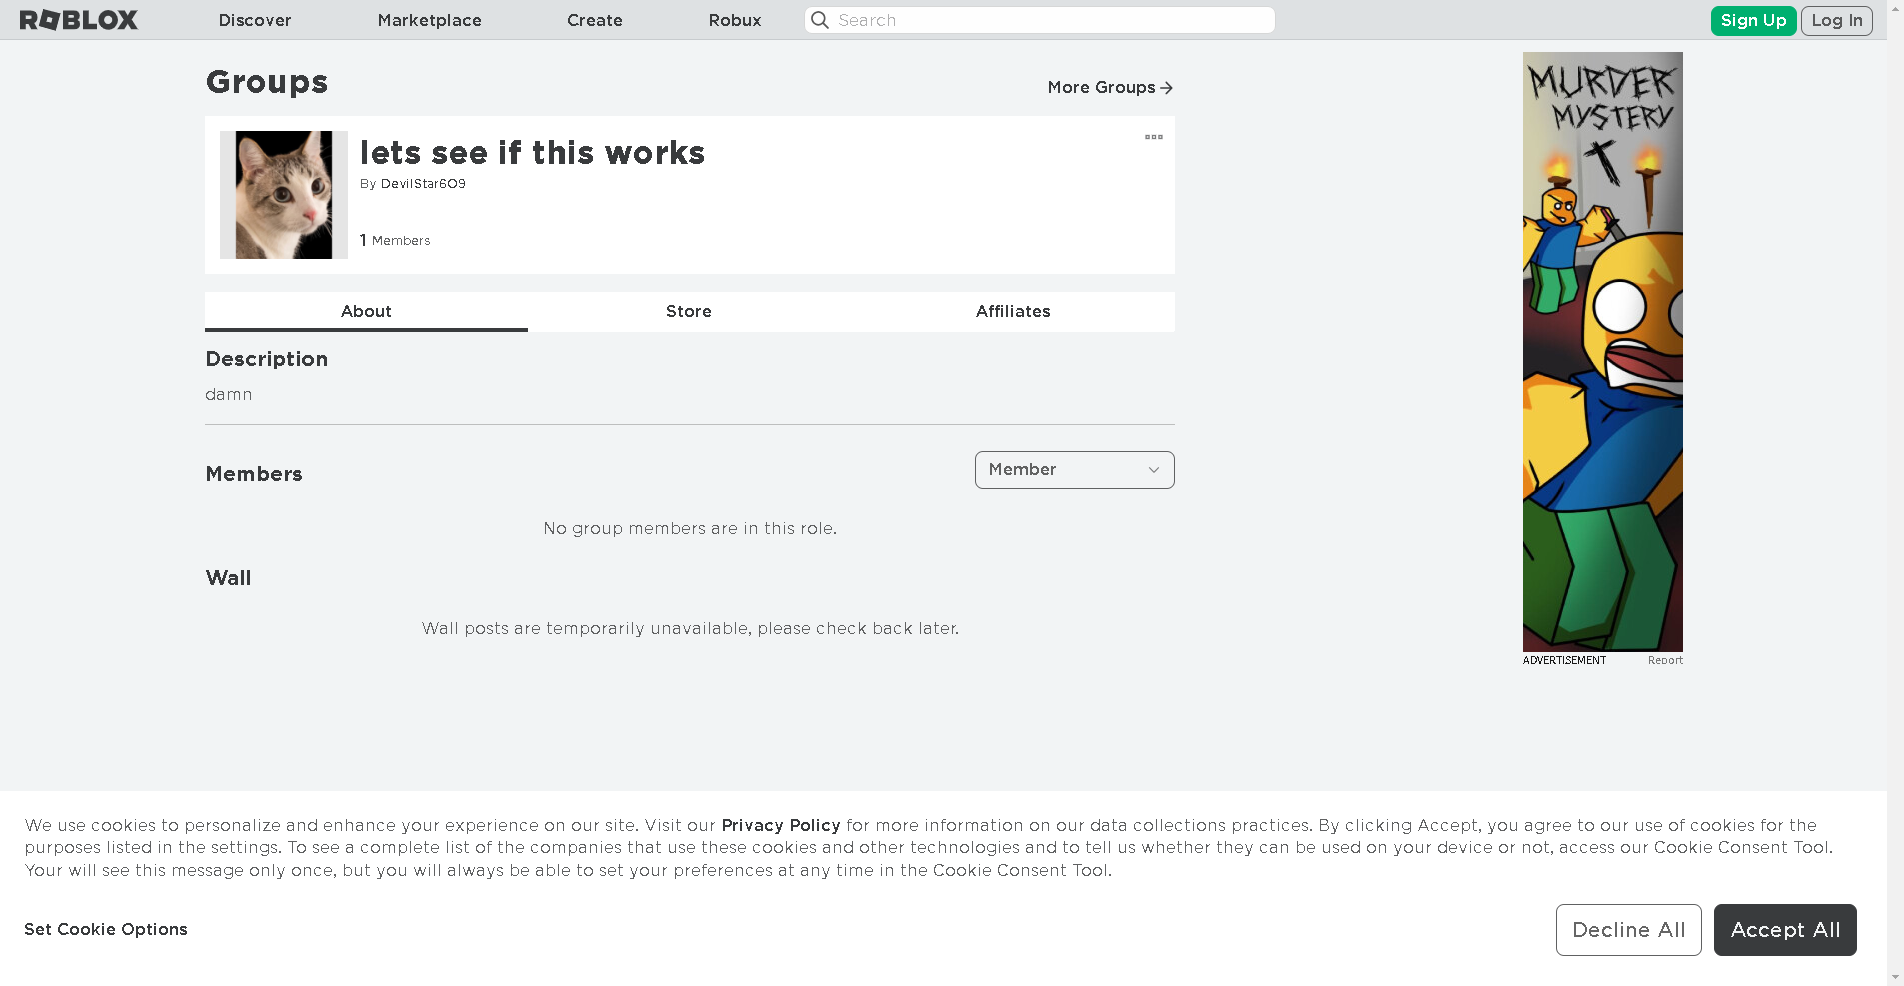 ROBLOX
Discover
Marketplace
Create
Robux
Search
Sign Up
Log In
Groups
More Groups
lets see if this works
By DevilStar609
1 Members
About
Store
Affiliates
Description
damn
Members
Member
No group members are in this role.
Wall
Wall posts are temporarily unavailable, please check back later.
MURDER
MYSTERY
ADVERTISEMENT
Report
We use cookies to personalize and enhance your experience on our site. Visit our Privacy Policy for more information on our data collections practices. By clicking Accept, you agree to our use of cookies for the
purposes listed in the settings. To see a complete list of the companies that use these cookies and other technologies and to tell us whether they can be used on your device or not, access our Cookie Consent Tool.
Your will see this message only once, but you will always be able to set your preferences at any time in the Cookie Consent Tool.
Set Cookie Options
Decline All
Accept All